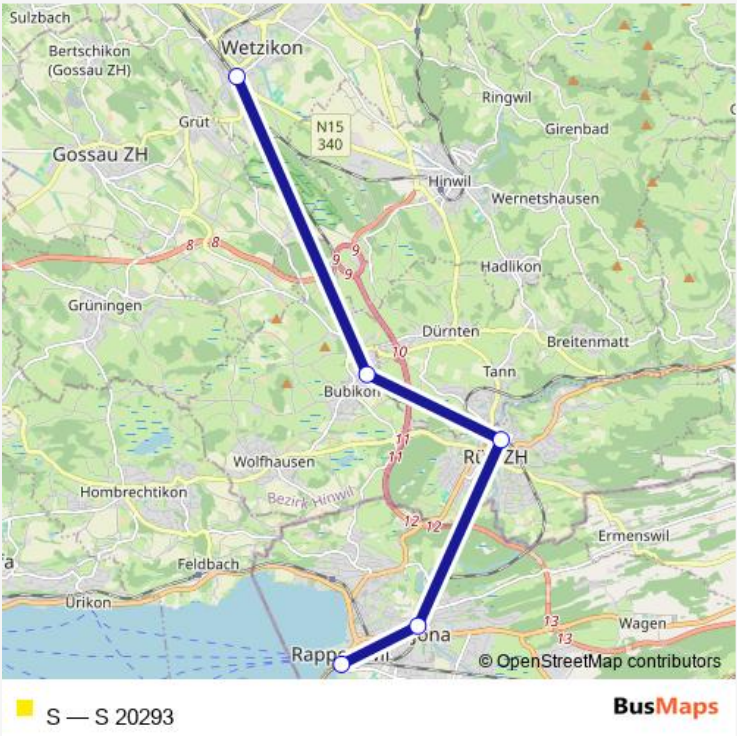 Sulzbach
Wetzikon
Bertschikon
(Gossau ZH)
Ringwil
Grüt
N15
340
Girenbad
Gossau ZH
Hinwil
Wernetshausen
8
8
9
9
9
Hadlikon
Grüningen
Dürnten
Breitenmatt
10
Tann
Bubikon
11
11
ZH
Wolfhausen
Hombrechtikon
Bezirk Hinwil
12
12
Ermenswil
Feldbach
Ürikon
13
13
Wagen
© OpenStreetMap contributors
S — S 20293
BusMaps